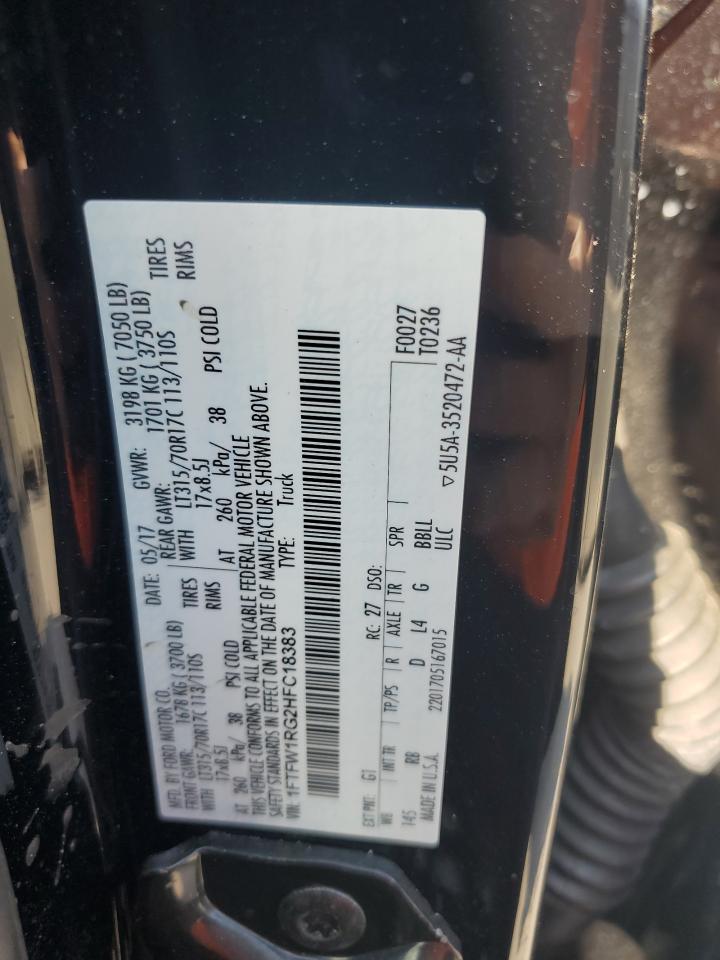 MFD. BY FORD MOTOR CO. DATE: 05/17 GVWR: 3198 KG ( 7050 LB)
FRONT GAWR: 1678 KG ( 3700 LB) REAR GAWR: 1701 KG ( 3750 LB)
WITH LT315/70R17C 113/110S TIRES WITH LT315/70R17C 113/110S TIRES
17x8.5J RIMS 17x8.5J RIMS
AT 260 kPa/ 38 PSI COLD AT 260 kPa/ 38 PSI COLD
THIS VEHICLE CONFORMS TO ALL APPLICABLE FEDERAL MOTOR VEHICLE
SAFETY STANDARDS IN EFFECT ON THE DATE OF MANUFACTURE SHOWN ABOVE.
VIN: 1FTFW1RG2HFC18383 TYPE: Truck
EXT PNT: G1 RC: 27 DSO: F0027
WB INT TR TP/PS R AXLE TR SPR T0236
145 RB D L4 G BBLL
MADE IN U.S.A. 2201705167015 ULC ▽5U5A-3520472-AA